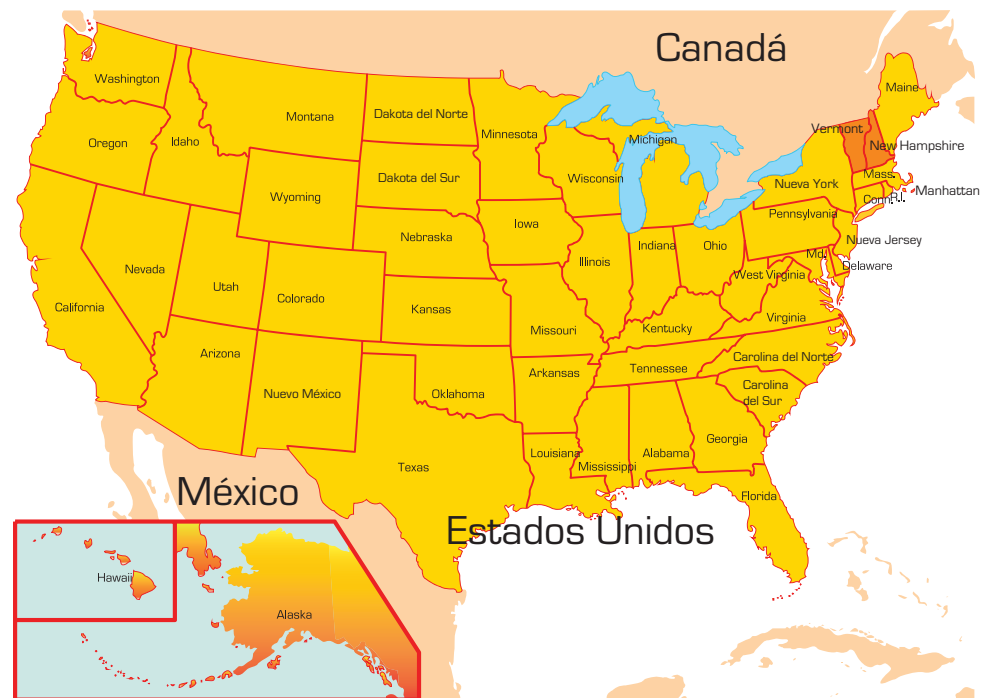 Canadá
Washington
Maine
Montana
Dakota del Norte
Minnesota
Vermont
Oregon
Idaho
Michigan
New Hampshire
Mass.
Dakota del Sur
Wisconsin
Nueva York
Manhattan
Wyoming
Conn.
R.I.
Pennsylvania
Iowa
Nebraska
Indiana
Ohio
Nueva Jersey
Md.
Illinois
Delaware
Nevada
West Virginia
Utah
Colorado
California
Kansas
Virginia
Missouri
Kentucky
Arizona
Carolina del Norte
Tennessee
Arkansas
Carolina
del Sur
Nuevo México
Oklahoma
Georgia
Louisiana
Alabama
Texas
Mississippi
México
Florida
Estados Unidos
Hawaii
Alaska